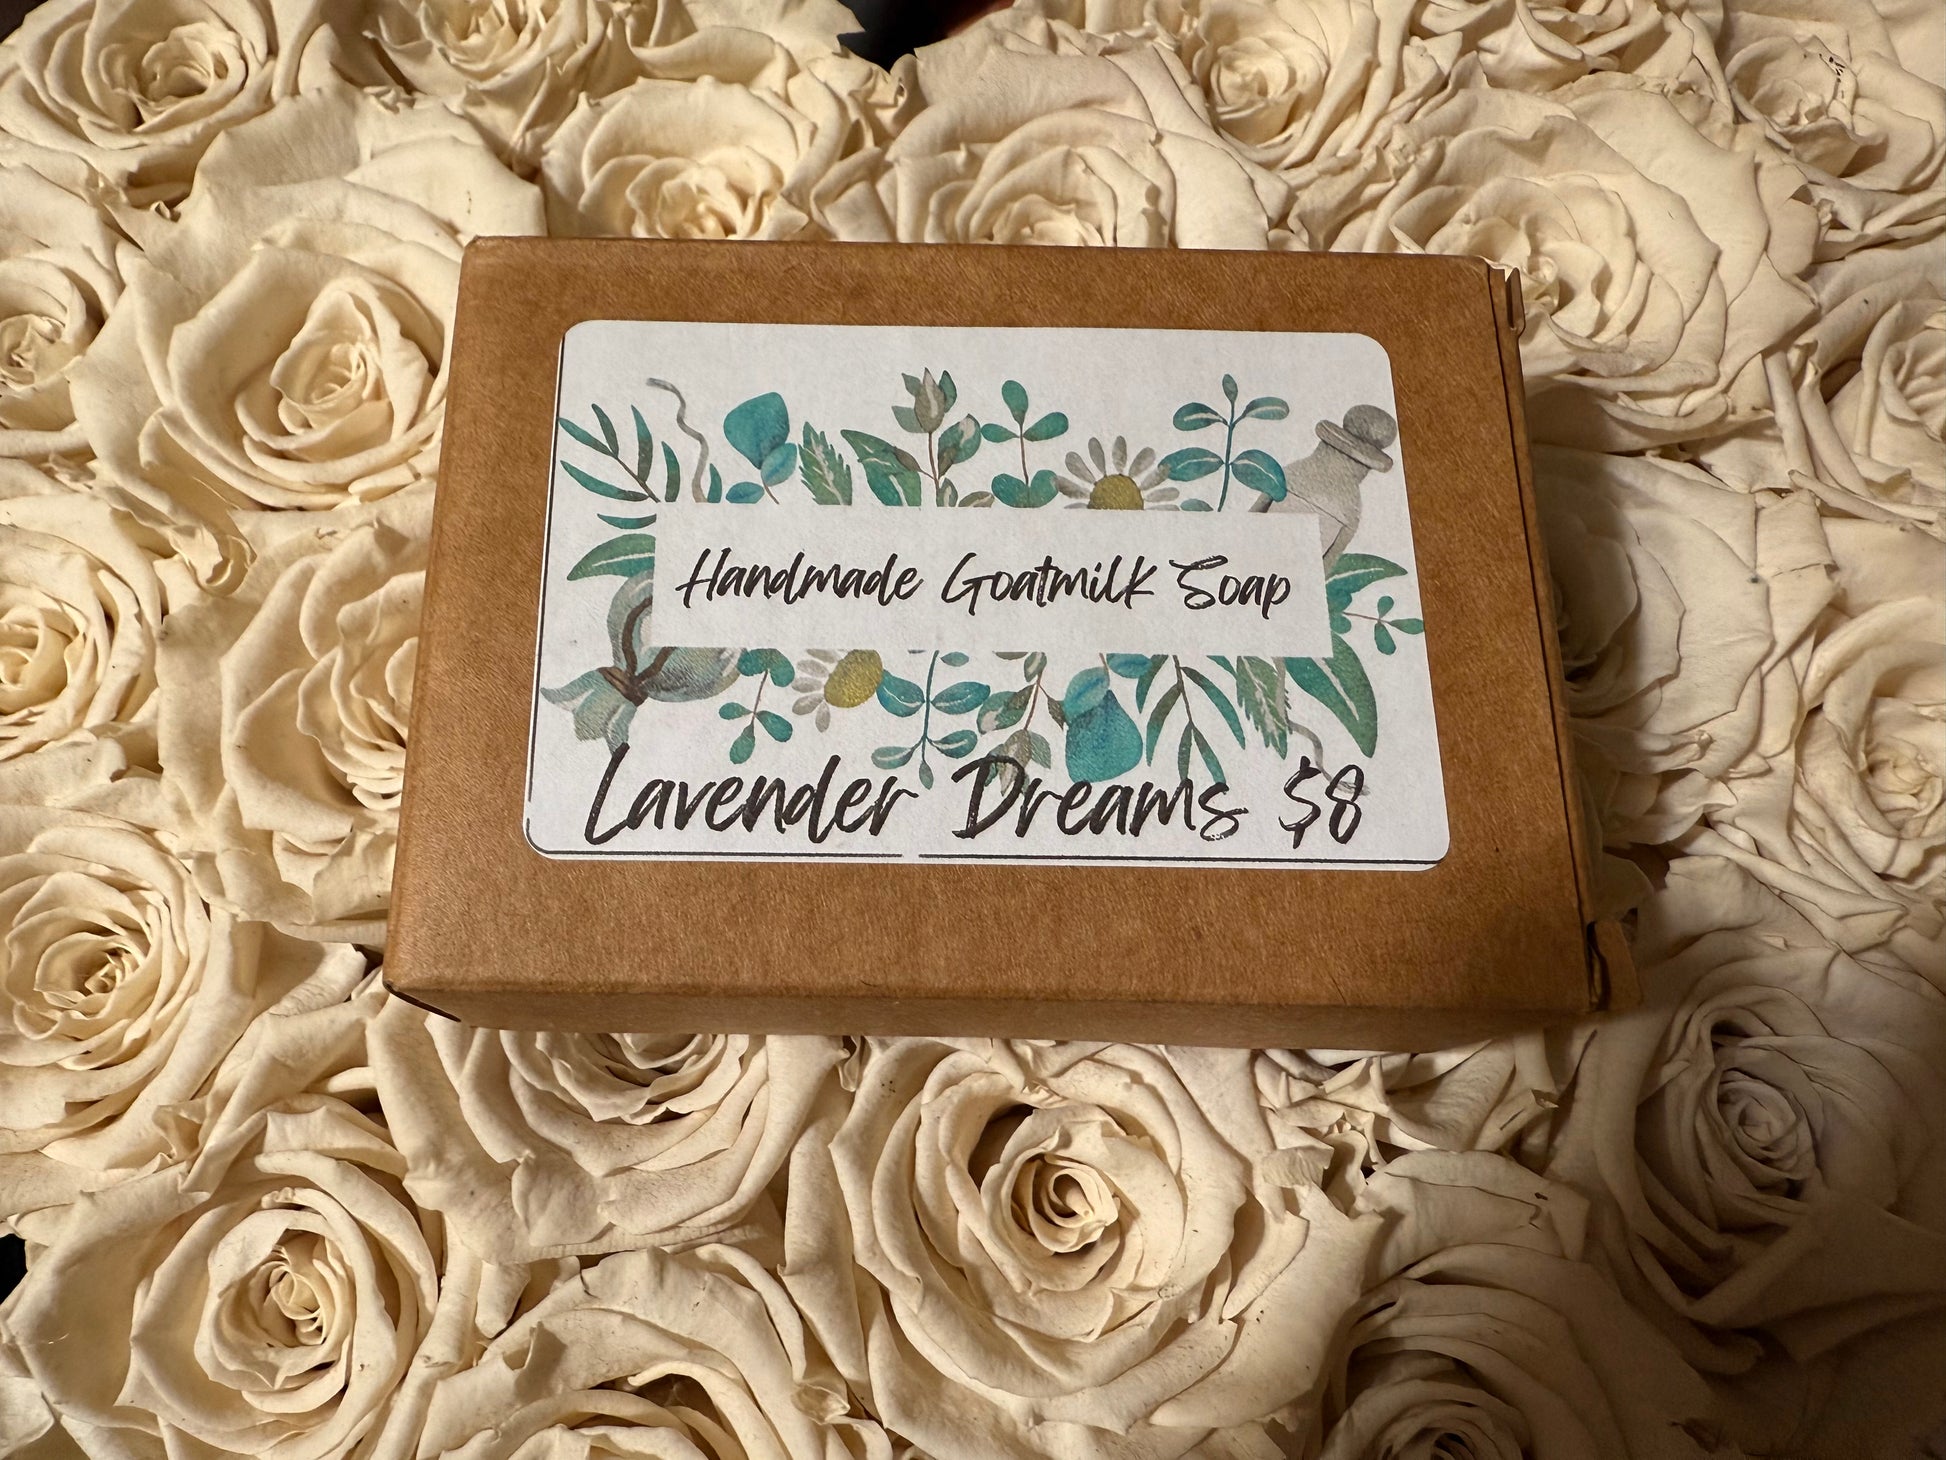 Handmade Goatmilk Soap
Lavender Dreams $8